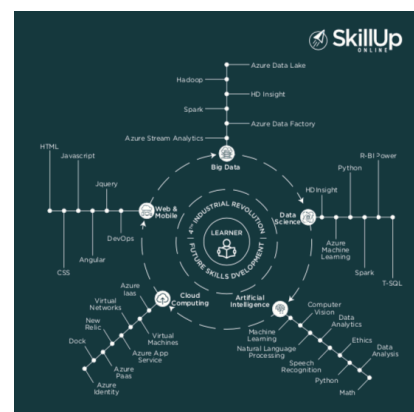 SkillUp
ONLINE
Azure Data Lake
Hadoop
HD Insight
Spark
Azure Data Factory
Azure Stream Analytics
Big Data
HTML
Javascript
Jquery
Web &
Mobile
DevOps
Angular
CSS
4TH INDUSTRIAL REVOLUTION
LEARNER
FUTURE SKILLS DVELOPMENT
R-BI Power
Python
HDInsight
Data
Science
Azure
Machine
Learning
Spark
T-SQL
Cloud
Computing
Azure
Iaas
Virtual
Networks
New
Relic
Dock
Virtual
Machines
Azure App
Service
Azure
Paas
Azure
Identity
Artificial
Intelligence
Computer
Vision
Data
Analytics
Ethics
Data
Analysis
Machine
Learning
Natural Language
Processing
Speech
Recognition
Python
Math